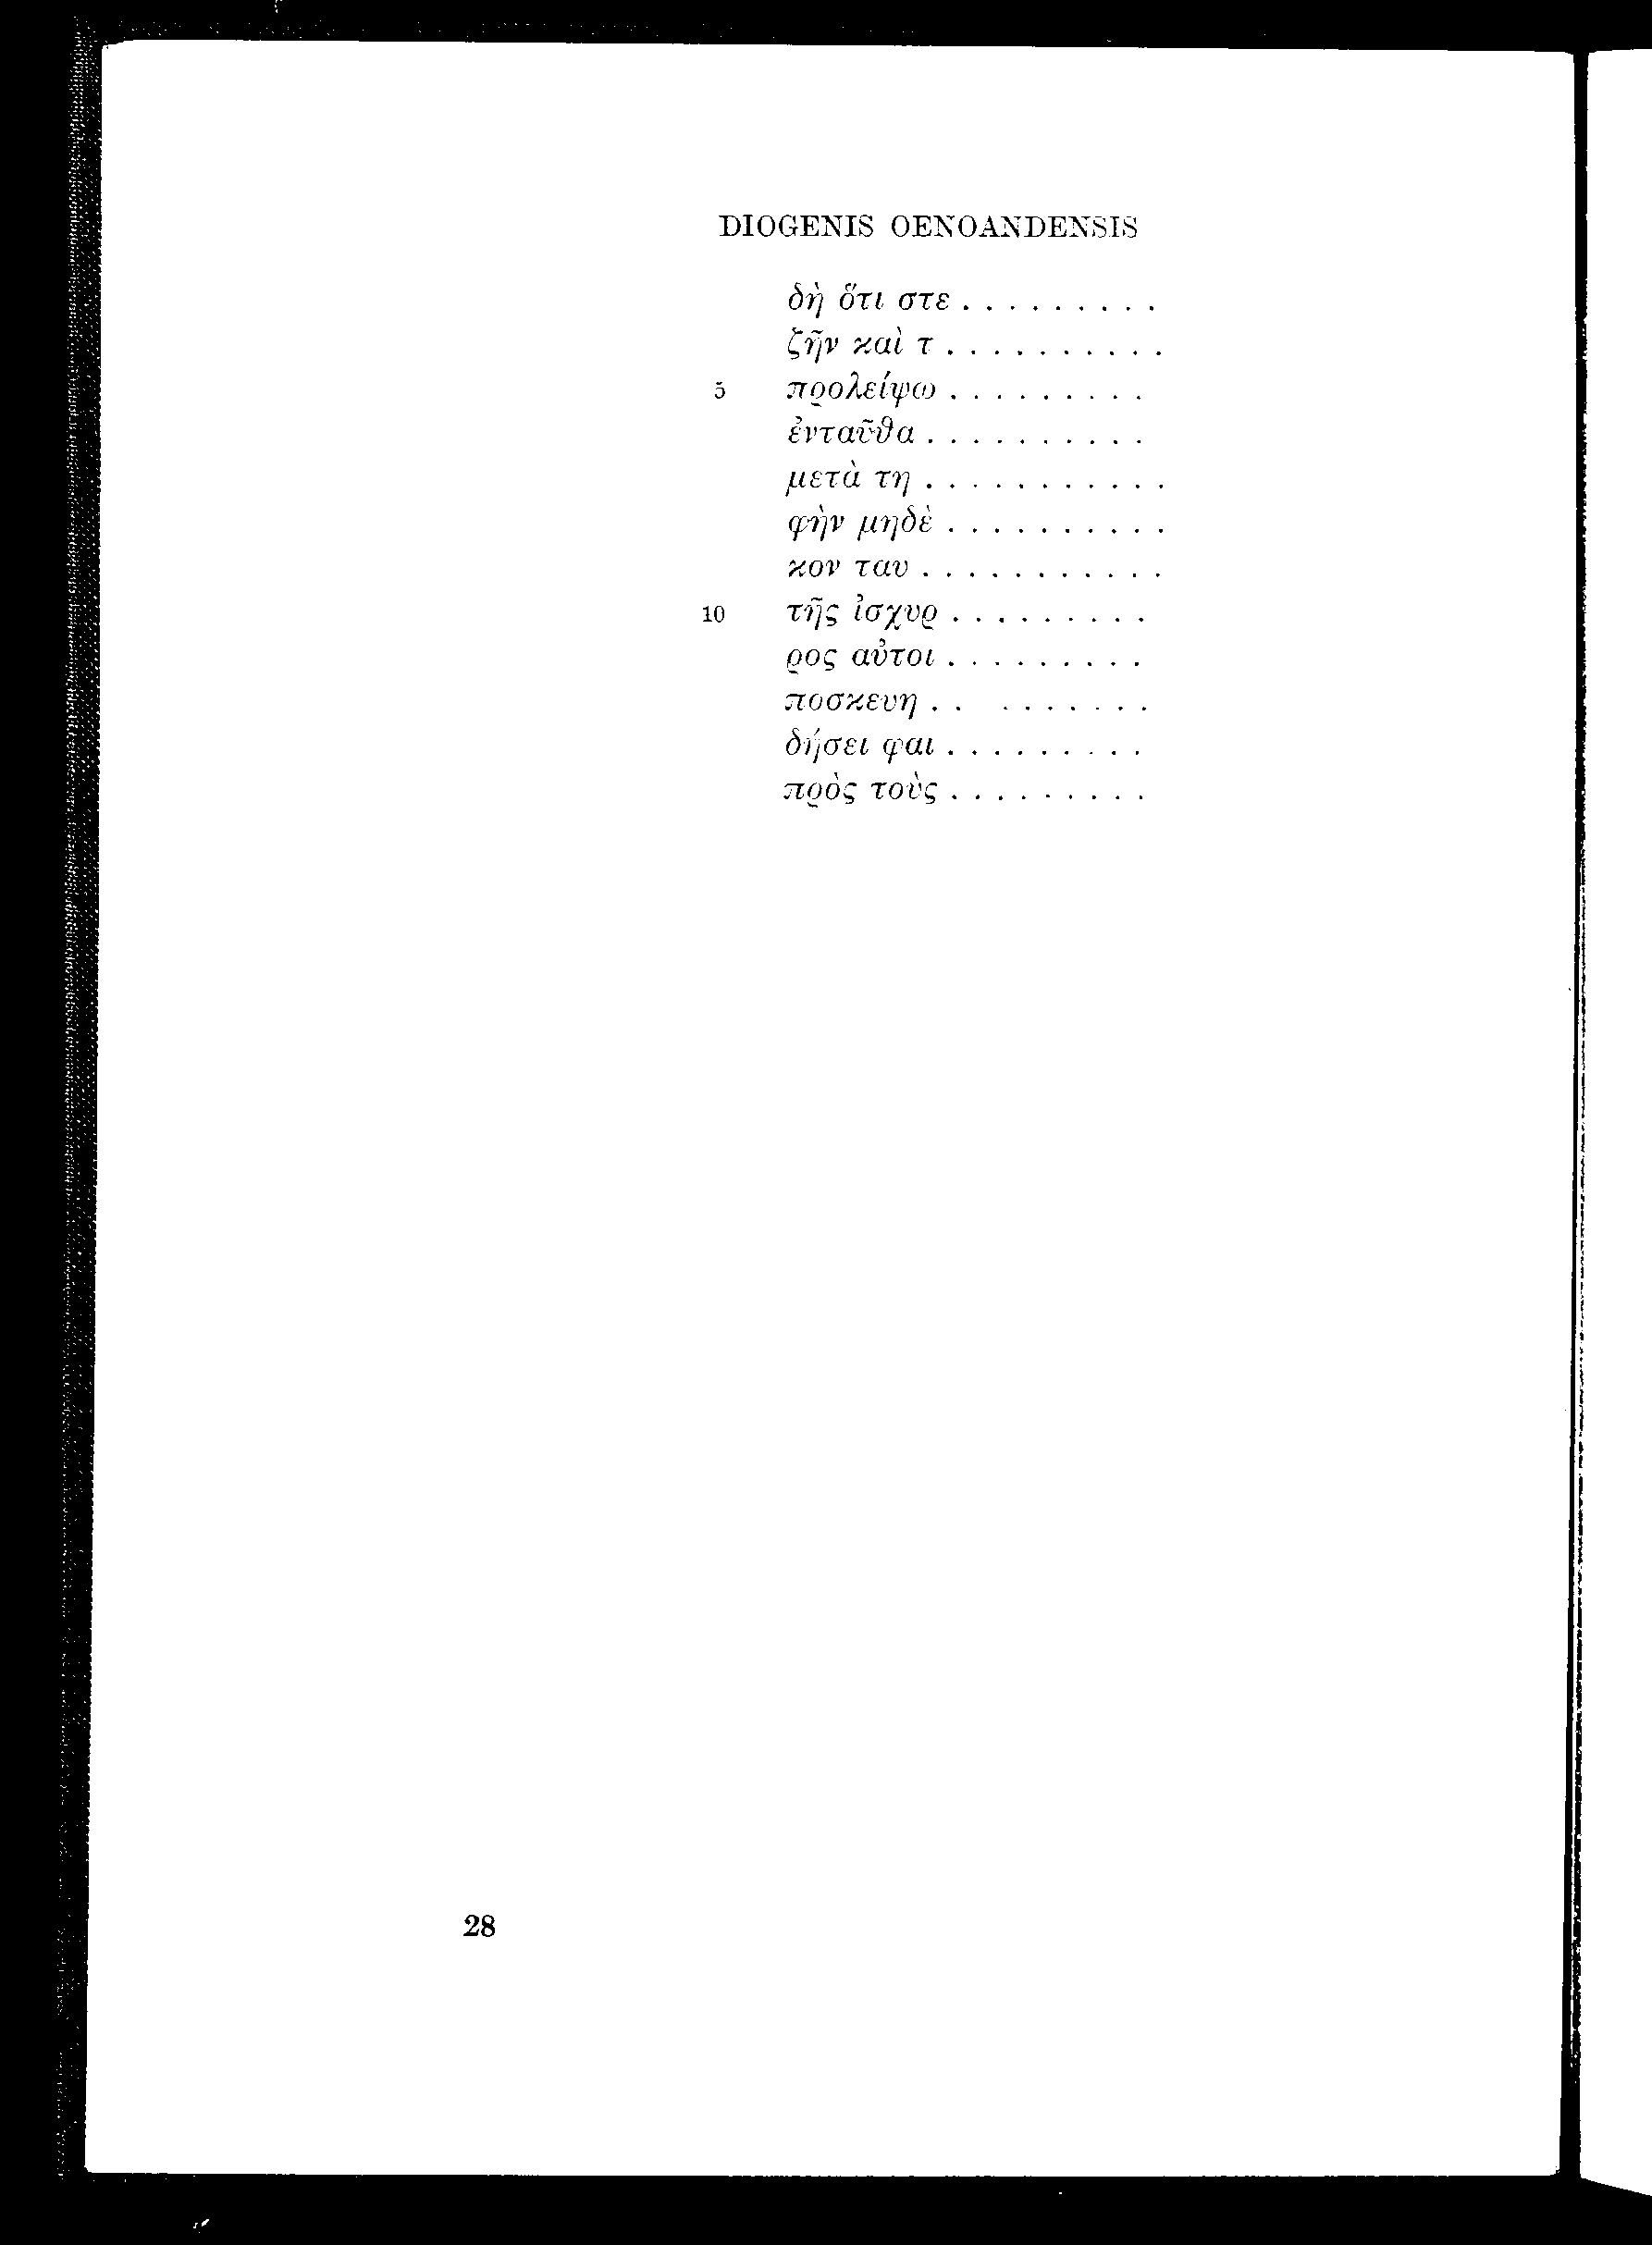 DIOGENIS OENOANDENSIS
δὴ ὅτι στε . . . . . . . . .
ζῆν καὶ τ . . . . . . . . . .
5 προλείψω . . . . . . . . .
ἐνταῦθα . . . . . . . . . .
μετὰ τη . . . . . . . . . . .
φὴν μηδὲ . . . . . . . . . .
κον ταυ . . . . . . . . . . .
10 τῆς ἰσχυρ . . . . . . . . .
ρος αὐτοι . . . . . . . . .
ποσκευη . . . . . . . . .
δήσει φαι . . . . . . . . .
πρὸς τοὺς . . . . . . . . .
28